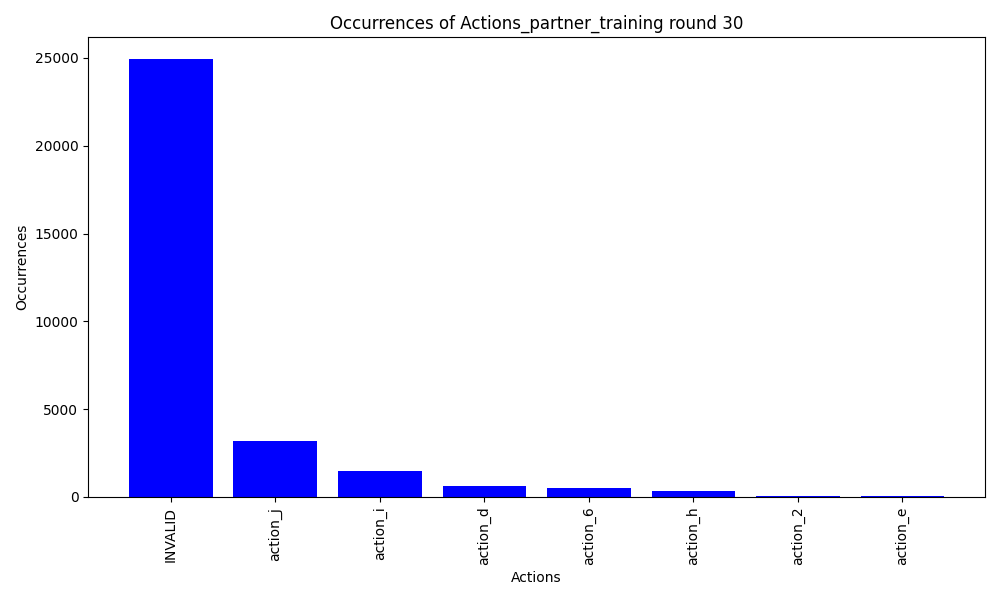 Occurrences of Actions_partner_training round 30
Occurrences
25000
20000
15000
10000
5000
0
INVALID
action_j
action_i
action_d
action_6
action_h
action_2
action_e
Actions